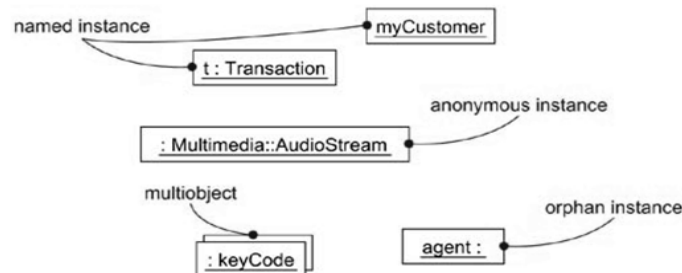 named instance
myCustomer
t : Transaction
anonymous instance
: Multimedia::AudioStream
multiobject
orphan instance
: keyCode
agent :